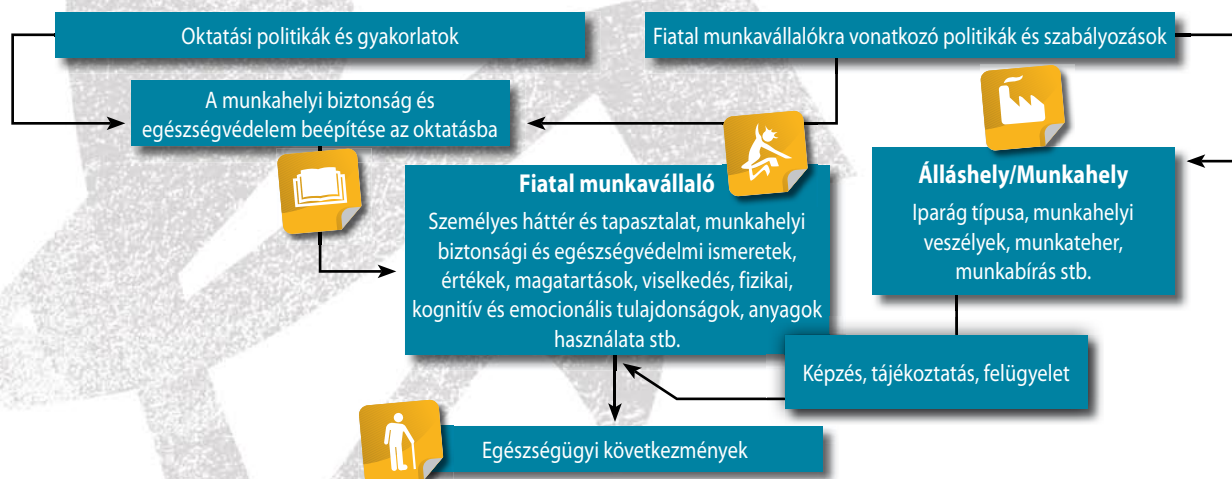 Oktatási politikák és gyakorlatok
Fiatal munkavállalókra vonatkozó politikák és szabályozások
A munkahelyi biztonság és
egészségvédelem beépítése az oktatásba
Fiatal munkavállaló
Személyes háttér és tapasztalat, munkahelyi
biztonsági és egészségvédelmi ismeretek,
értékek, magatartások, viselkedés, fizikai,
kognitív és emocionális tulajdonságok, anyagok
használata stb.
Álláshely/Munkahely
Iparág típusa, munkahelyi
veszélyek, munkateher,
munkabírás stb.
Képzés, tájékoztatás, felügyelet
Egészségügyi következmények